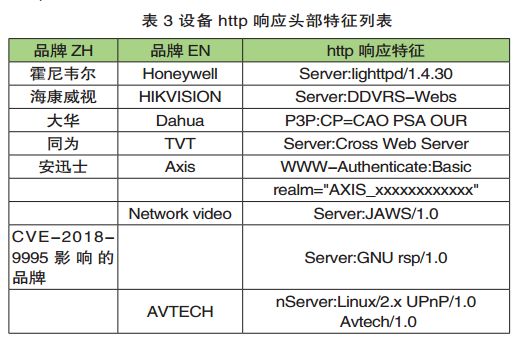 表 3 设备 http 响应头部特征列表
品牌 ZH 品牌 EN http 响应特征
霍尼韦尔 Honeywell Server:lighttpd/1.4.30
海康威视 HIKVISION Server:DDVRS-Webs
大华 Dahua P3P:CP=CAO PSA OUR
同为 TVT Server:Cross Web Server
安迅士 Axis WWW-Authenticate:Basic
realm="AXIS_xxxxxxxxxxxx"
Network video Server:JAWS/1.0
CVE-2018-
9995 影响的
品牌
Server:GNU rsp/1.0
AVTECH
nServer:Linux/2.x UPnP/1.0
Avtech/1.0